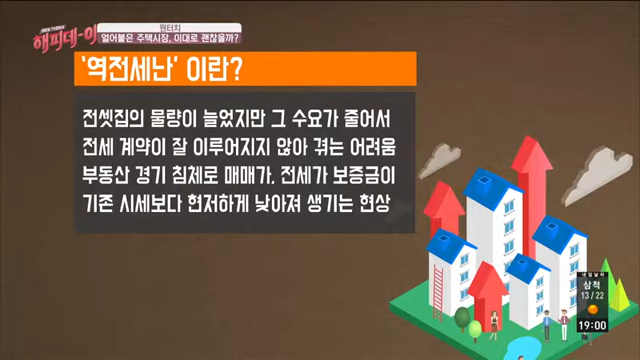 해피데-이
원터치
얼어붙은 주택시장, 이대로 괜찮을까?
'역전세난' 이란?
전셋집의 물량이 늘었지만 그 수요가 줄어서
전세 계약이 잘 이루어지지 않아 겪는 어려움
부동산 경기 침체로 매매가, 전세가 보증금이
기존 시세보다 현저하게 낮아져 생기는 현상
내일날씨
삼척
13 / 22
19:00